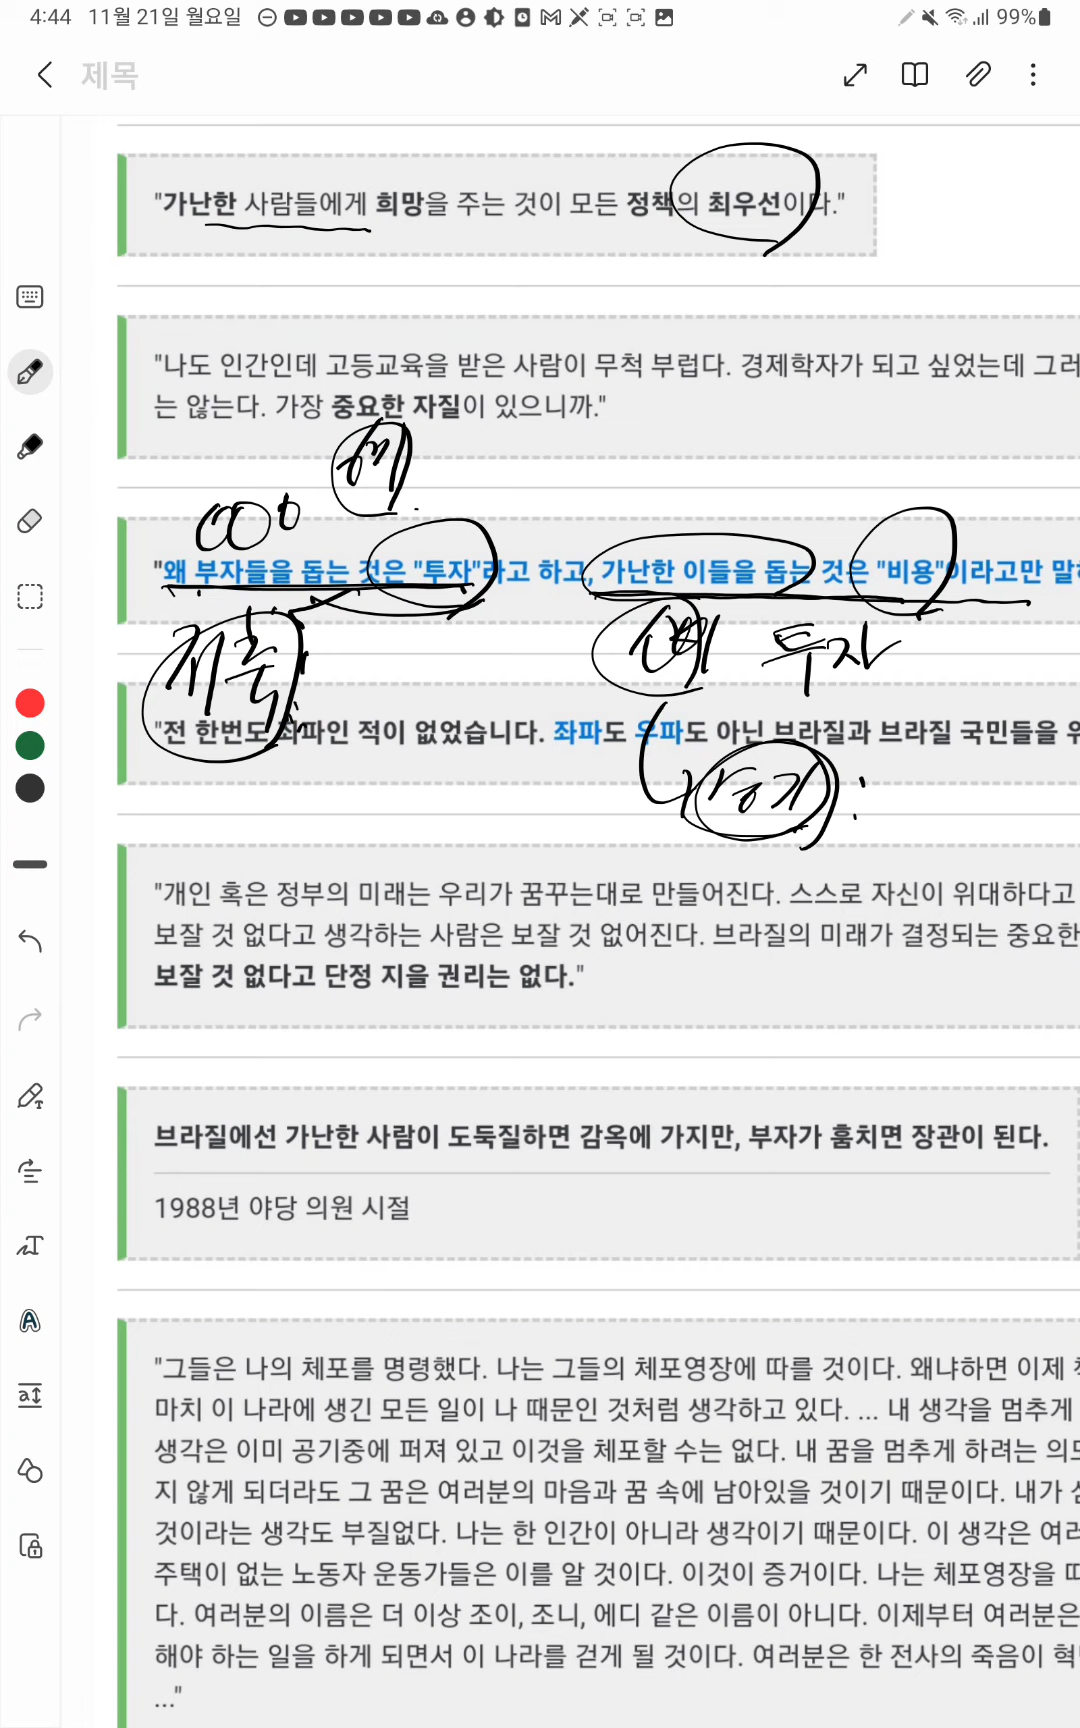 4:44 11월 21일 월요일 99%
제목
"가난한 사람들에게 희망을 주는 것이 모든 정책의 최우선이다."
"나도 인간인데 고등교육을 받은 사람이 무척 부럽다. 경제학자가 되고 싶었는데 그러
는 않는다. 가장 중요한 자질이 있으니까."
"왜 부자들을 돕는 것은 "투자"라고 하고, 가난한 이들을 돕는 것은 "비용"이라고만 말
저축
투자
"전 한번도 좌파인 적이 없었습니다. 좌파도 우파도 아닌 브라질과 브라질 국민들을 위
"개인 혹은 정부의 미래는 우리가 꿈꾸는대로 만들어진다. 스스로 자신이 위대하다고
보잘 것 없다고 생각하는 사람은 보잘 것 없어진다. 브라질의 미래가 결정되는 중요한
보잘 것 없다고 단정 지을 권리는 없다."
브라질에선 가난한 사람이 도둑질하면 감옥에 가지만, 부자가 훔치면 장관이 된다.
1988년 야당 의원 시절
"그들은 나의 체포를 명령했다. 나는 그들의 체포영장에 따를 것이다. 왜냐하면 이제
마치 이 나라에 생긴 모든 일이 나 때문인 것처럼 생각하고 있다. ... 내 생각을 멈추게
생각은 이미 공기중에 퍼져 있고 이것을 체포할 수는 없다. 내 꿈을 멈추게 하려는 의도
지 않게 되더라도 그 꿈은 여러분의 마음과 꿈 속에 남아있을 것이기 때문이다. 내가
것이라는 생각도 부질없다. 나는 한 인간이 아니라 생각이기 때문이다. 이 생각은 여러
주택이 없는 노동자 운동가들은 이를 알 것이다. 이것이 증거이다. 나는 체포영장을 따
다. 여러분의 이름은 더 이상 조이, 조니, 에디 같은 이름이 아니다. 이제부터 여러분은
해야 하는 일을 하게 되면서 이 나라를 걷게 될 것이다. 여러분은 한 전사의 죽음이 혁
..."